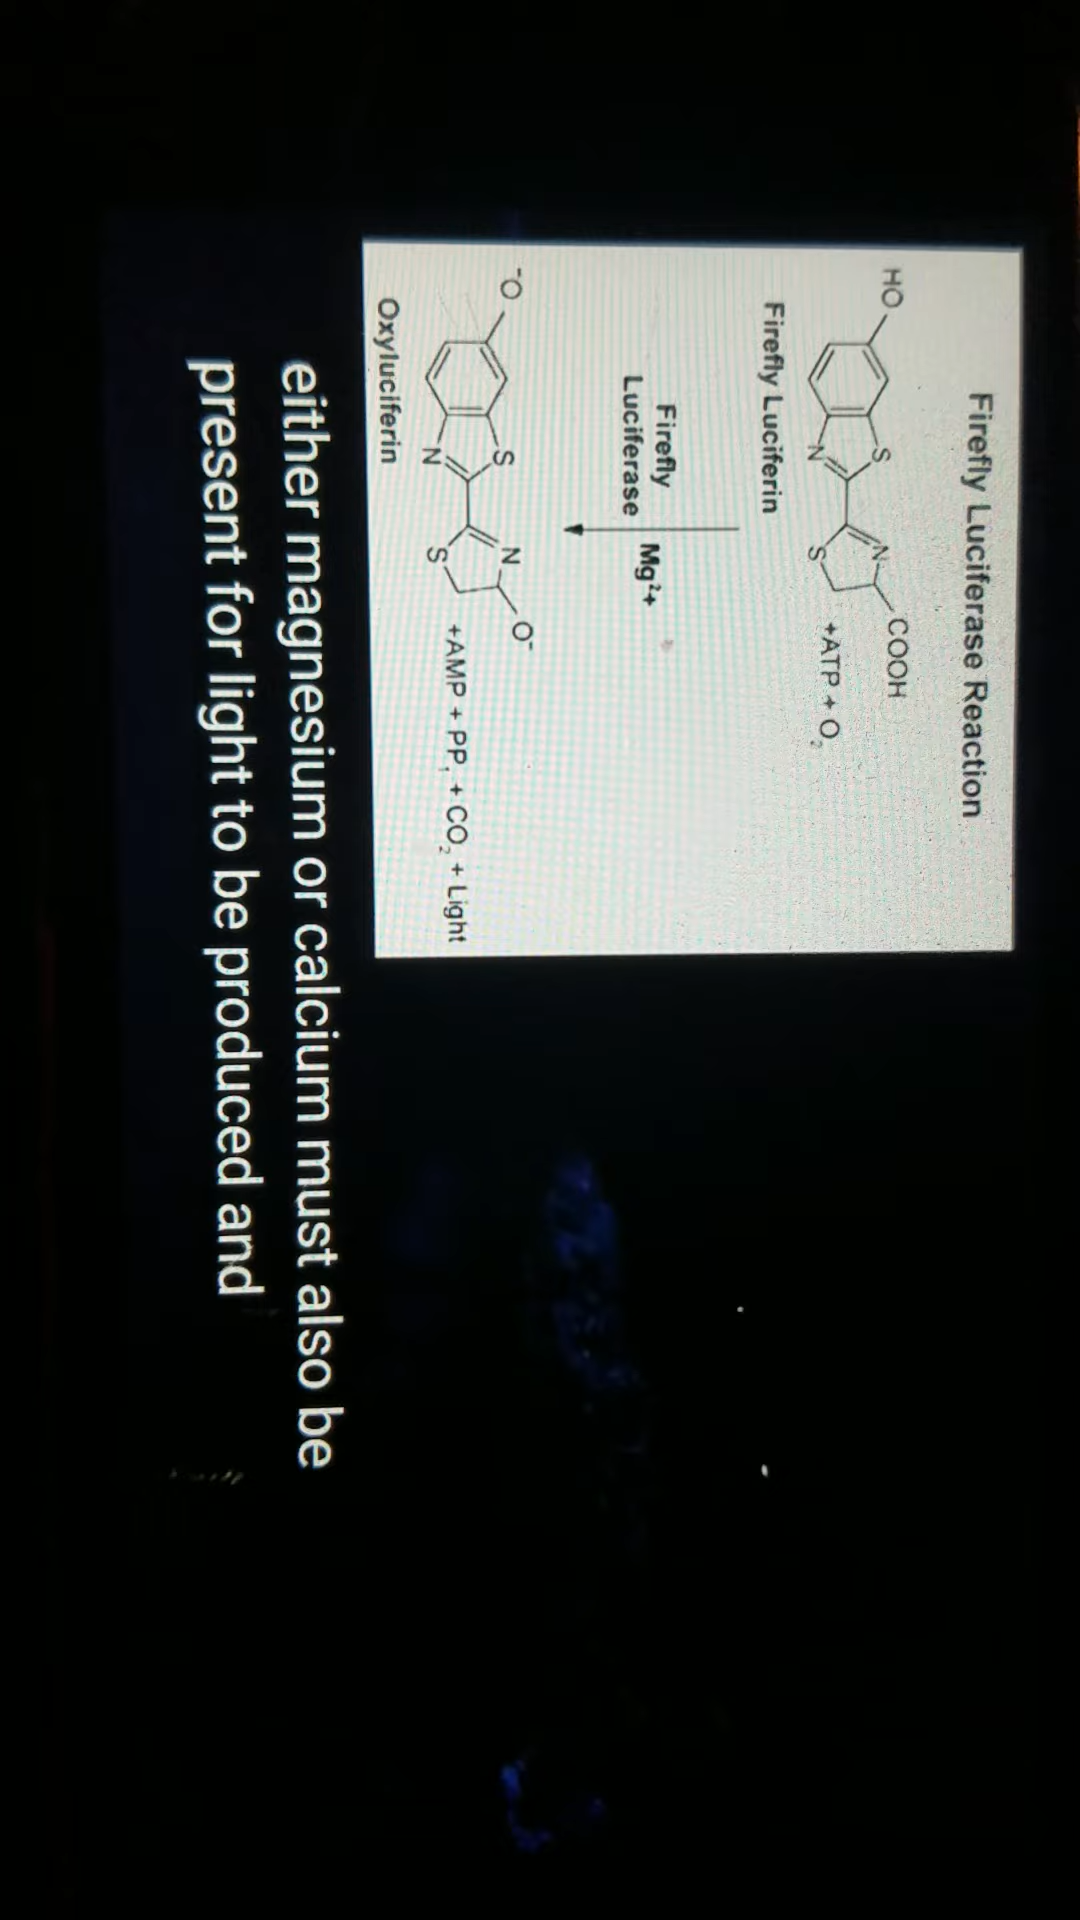 Firefly Luciferase Reaction
HO
S
N
N
S
COOH
+ATP + O₂
Firefly Luciferin
Firefly
Luciferase
Mg²+
⁻O
S
N
N
S
O⁻
+AMP + PPᵢ + CO₂ + Light
Oxyluciferin
either magnesium or calcium must also be
present for light to be produced and